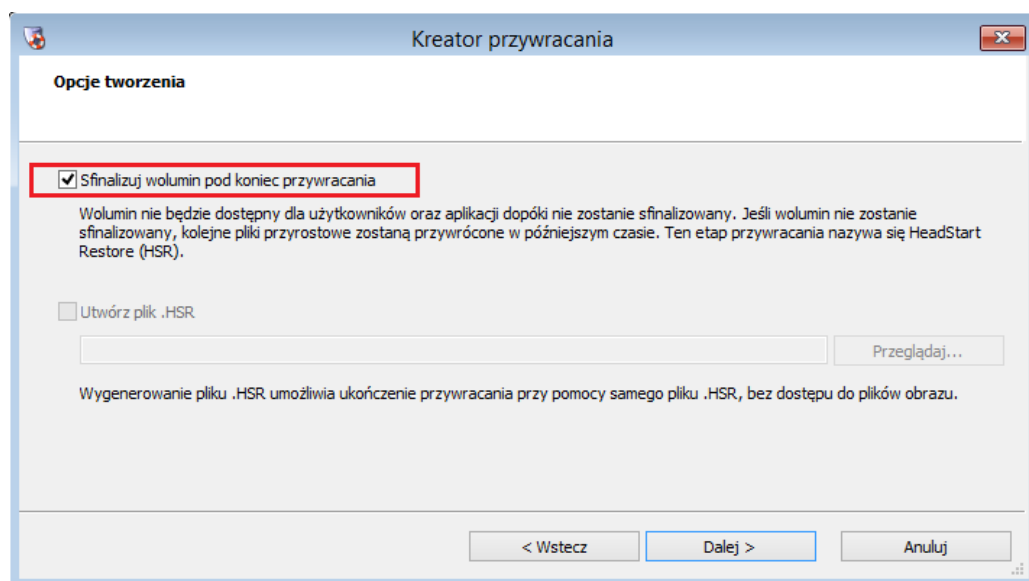 Kreator przywracania
Opcje tworzenia
Sfinalizuj wolumin pod koniec przywracania
Wolumin nie będzie dostępny dla użytkowników oraz aplikacji dopóki nie zostanie sfinalizowany. Jeśli wolumin nie zostanie
sfinalizowany, kolejne pliki przyrostowe zostaną przywrócone w późniejszym czasie. Ten etap przywracania nazywa się HeadStart
Restore (HSR).
Utwórz plik .HSR
Przeglądaj...
Wygenerowanie pliku .HSR umożliwia ukończenie przywracania przy pomocy samego pliku .HSR, bez dostępu do plików obrazu.
< Wstecz
Dalej >
Anuluj